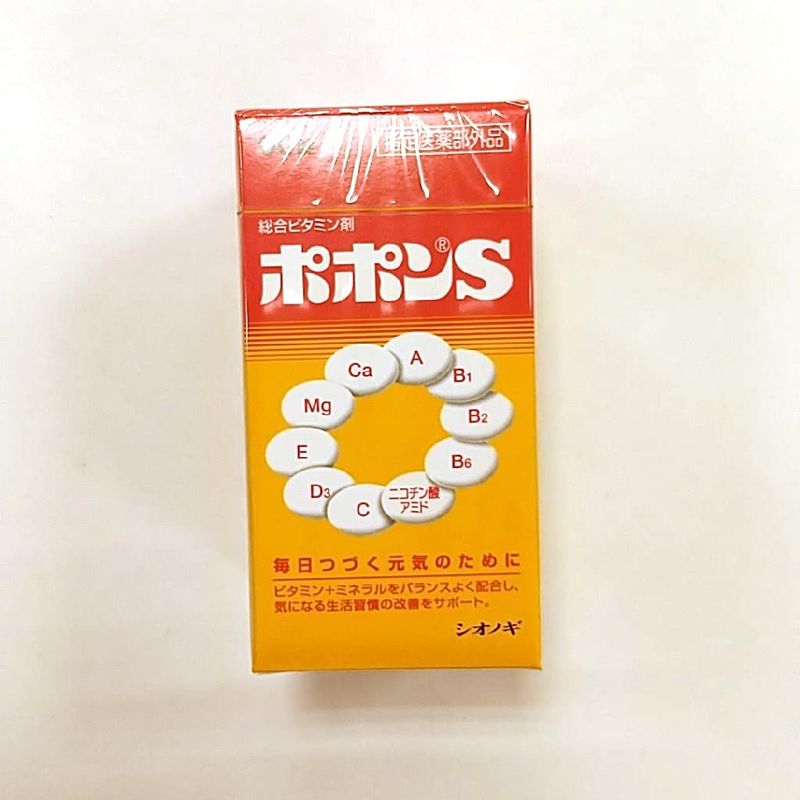 指定医薬部外品
総合ビタミン剤
ポポン®S
A
Ca
B1
Mg
B2
E
B6
D3
C
ニコチン酸
アミド
毎日つづく元気のために
ビタミン+ミネラルをバランスよく配合し、
気になる生活習慣の改善をサポート。
シオノギ